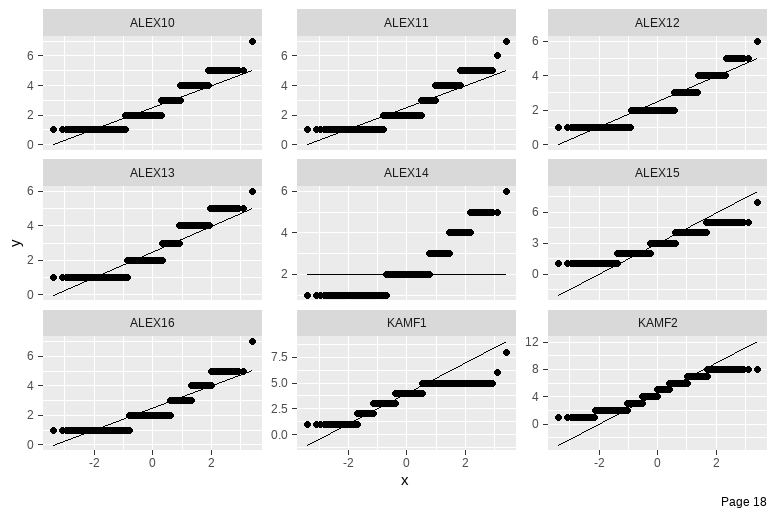 ALEX10 ALEX11 ALEX12
6 6 6
4 4 4
2 2 2
0 0 0
ALEX13 ALEX14 ALEX15
6 6 6
4 4 3
2 2 0
0
ALEX16 KAMF1 KAMF2
6 7.5 12
4 5.0 8
2 2.5 4
0 0.0 0
y
-2 0 2 -2 0 2 -2 0 2
x
Page 18